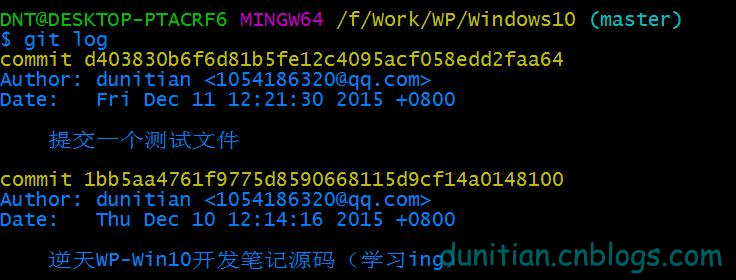 DNT@DESKTOP-PTACRF6 MINGW64 /f/Work/WP/Windows10 (master)
$ git log
commit d403830b6f6d81b5fe12c4095acf058edd2faa64
Author: dunitian <1054186320@qq.com>
Date:   Fri Dec 11 12:21:30 2015 +0800
提交一个测试文件
commit 1bb5aa4761f9775d8590668115d9cf14a0148100
Author: dunitian <1054186320@qq.com>
Date:   Thu Dec 10 12:14:16 2015 +0800
逆天WP-Win10开发笔记源码（学习ing）
dunitian.cnblogs.com